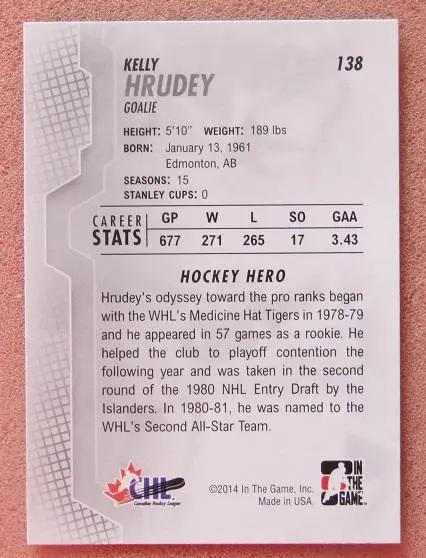 KELLY
138
HRUDEY
GOALIE
HEIGHT: 5'10" WEIGHT: 189 lbs
BORN: January 13, 1961
Edmonton, AB
SEASONS: 15
STANLEY CUPS: 0
CAREER STATS
GP W L SO GAA
677 271 265 17 3.43
HOCKEY HERO
Hrudey's odyssey toward the pro ranks began
with the WHL's Medicine Hat Tigers in 1978-79
and he appeared in 57 games as a rookie. He
helped the club to playoff contention the
following year and was taken in the second
round of the 1980 NHL Entry Draft by the
Islanders. In 1980-81, he was named to the
WHL's Second All-Star Team.
CHL
Canadian Hockey League
©2014 In The Game, Inc.
Made in USA.
IN
THE
GAME